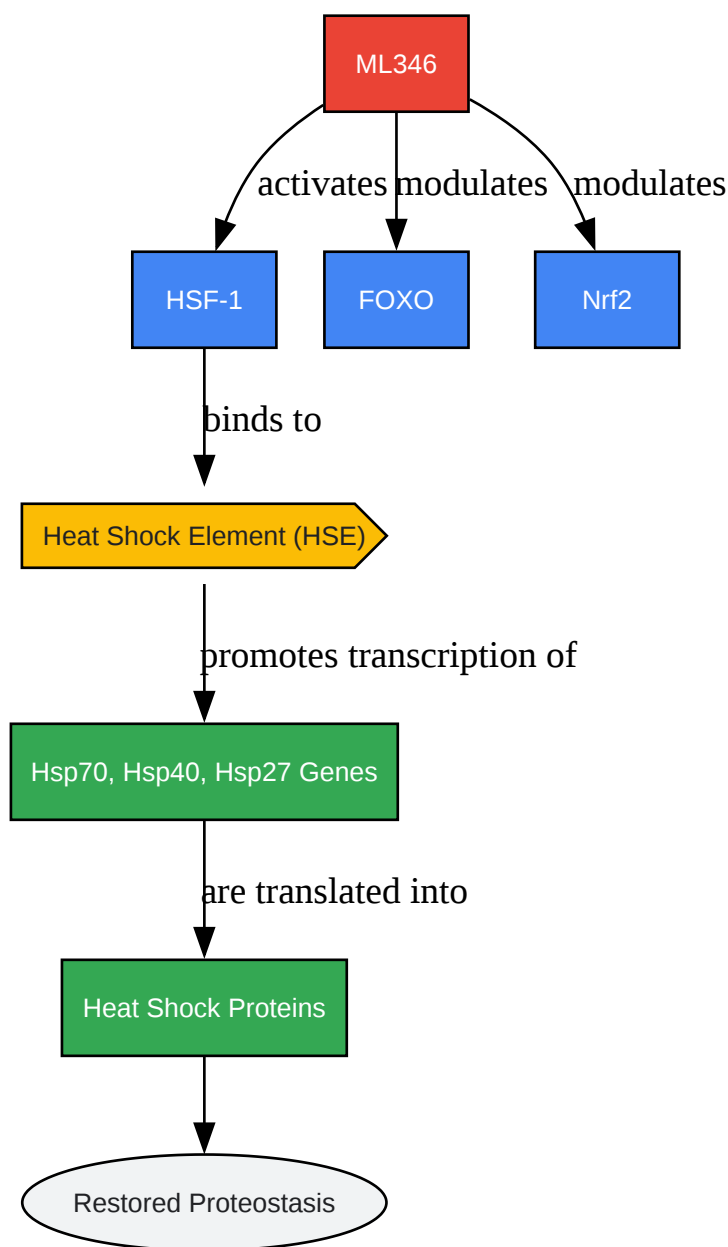 ML346
activates
modulates
modulates
HSF-1
FOXO
Nrf2
binds to
Heat Shock Element (HSE)
promotes transcription of
Hsp70, Hsp40, Hsp27 Genes
are translated into
Heat Shock Proteins
Restored Proteostasis